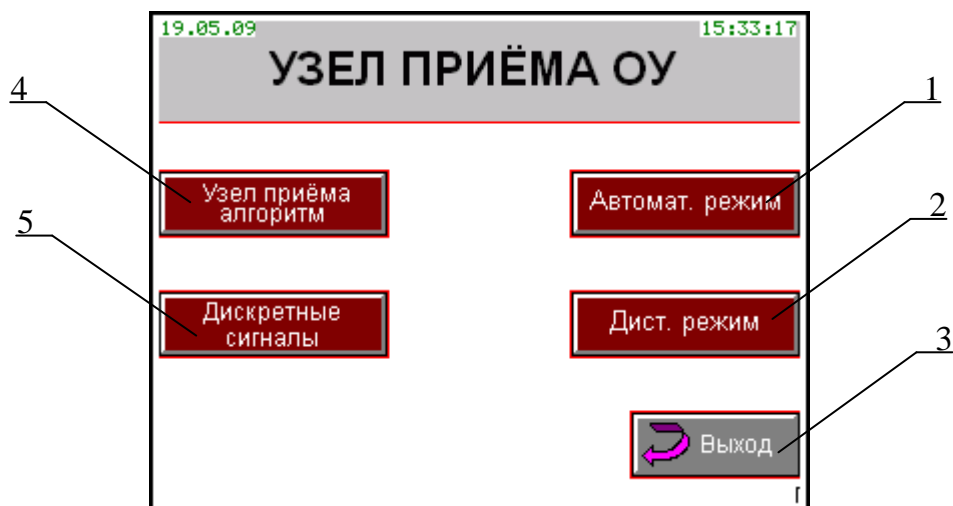 19.05.09 15:33:17
УЗЕЛ ПРИЁМА ОУ
4
1
Узел приёма
алгоритм
Автомат. режим
5
2
Дискретные
сигналы
Дист. режим
3
Выход